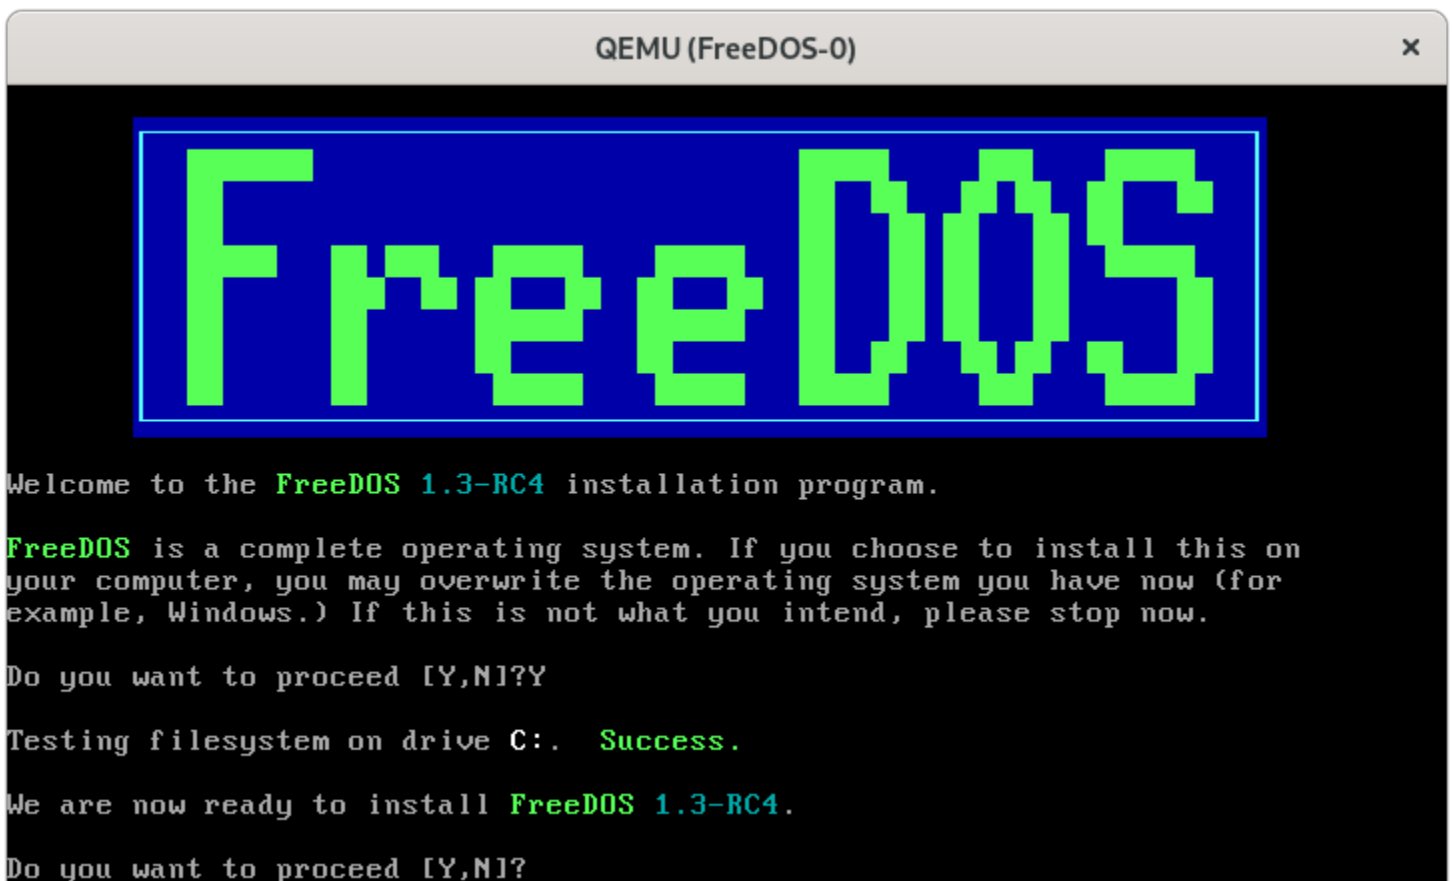 QEMU (FreeDOS-0)
FreeDOS
Welcome to the FreeDOS 1.3-RC4 installation program.
FreeDOS is a complete operating system. If you choose to install this on
your computer, you may overwrite the operating system you have now (for
example, Windows.) If this is not what you intend, please stop now.
Do you want to proceed [Y,N]?Y
Testing filesystem on drive C:.  Success.
We are now ready to install FreeDOS 1.3-RC4.
Do you want to proceed [Y,N]?